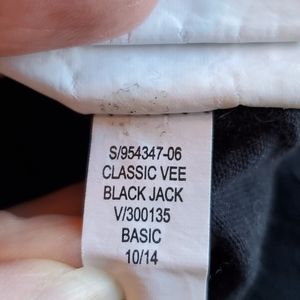 S/954347-06
CLASSIC VEE
BLACK JACK
V/300135
BASIC
10/14